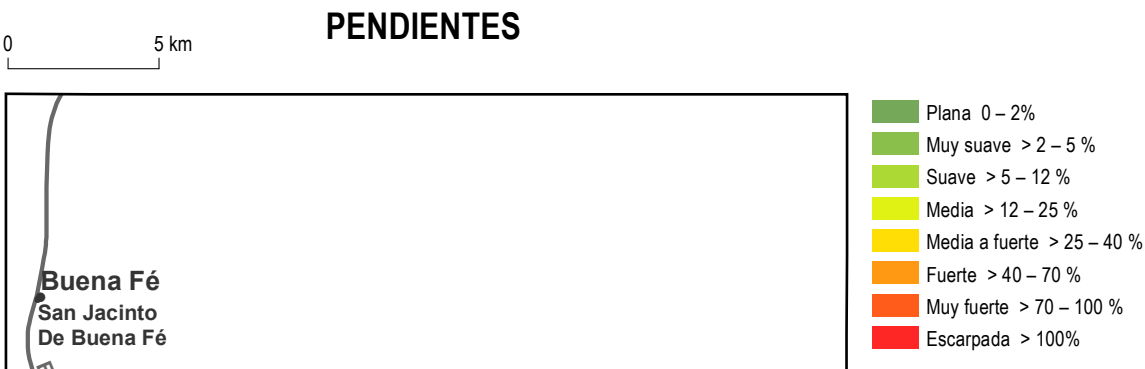 PENDIENTES
0 5 km
Plana 0 – 2%
Muy suave > 2 – 5 %
Suave > 5 – 12 %
Media > 12 – 25 %
Media a fuerte > 25 – 40 %
Fuerte > 40 – 70 %
Muy fuerte > 70 – 100 %
Escarpada > 100%
Buena Fé
San Jacinto
De Buena Fé